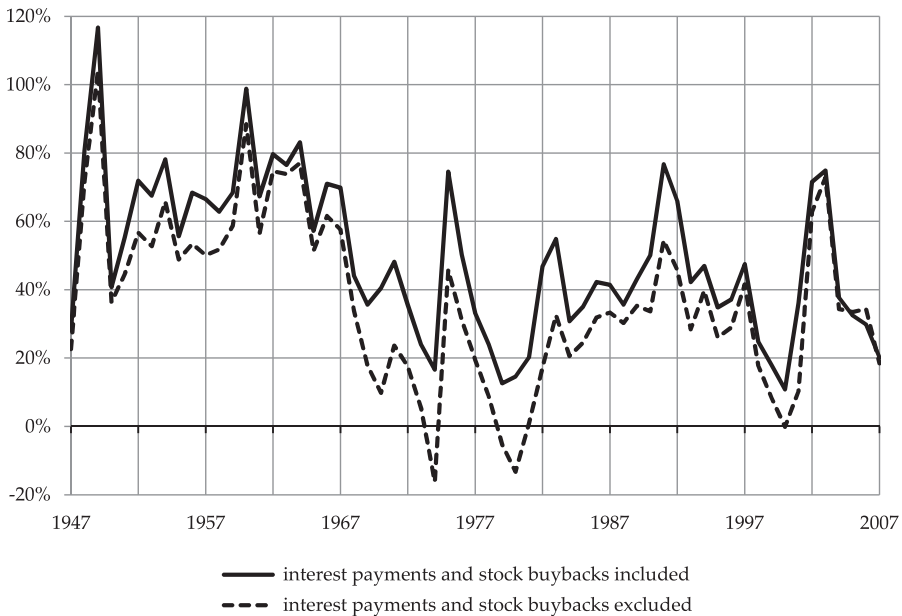 120%
100%
80%
60%
40%
20%
0%
-20%
1947 1957 1967 1977 1987 1997 2007
interest payments and stock buybacks included
interest payments and stock buybacks excluded